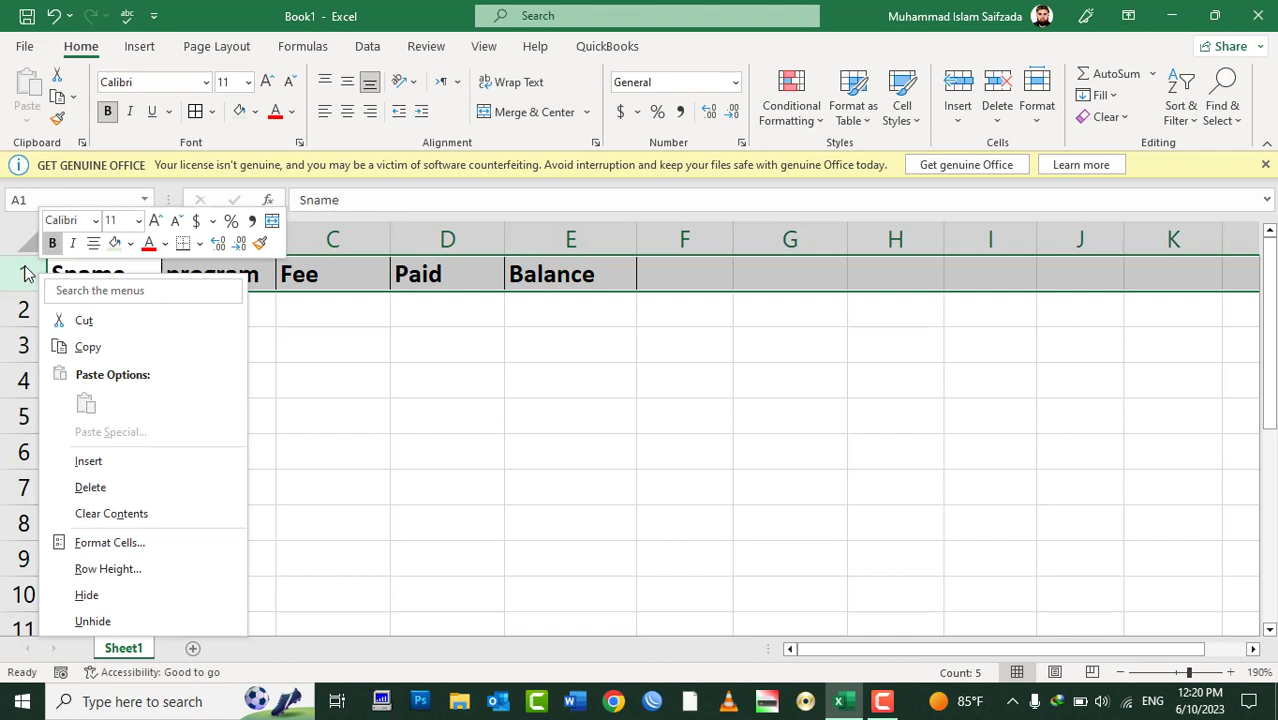 Book1 - Excel
Search
Muhammad Islam Saifzada
File Home Insert Page Layout Formulas Data Review View Help QuickBooks
Share
Paste
Calibri 11
Wrap Text
Merge & Center
General
Conditional Formatting
Format as Table
Cell Styles
Insert
Delete
Format
AutoSum
Fill
Clear
Sort & Filter
Find & Select
Clipboard Font Alignment Number Styles Cells Editing
GET GENUINE OFFICE Your license isn't genuine, and you may be a victim of software counterfeiting. Avoid interruption and keep your files safe with genuine Office today. Get genuine Office Learn more
A1 fx Sname
Calibri 11
C D E F G H I J K
Sname program Fee Paid Balance
2
3
4
5
6
7
8
9
10
11
Search the menus
Cut
Copy
Paste Options:
Paste Special...
Insert
Delete
Clear Contents
Format Cells...
Row Height...
Hide
Unhide
Sheet1
Ready Accessibility: Good to go Count: 5 190%
Type here to search
85°F ENG
12:20 PM
6/10/2023